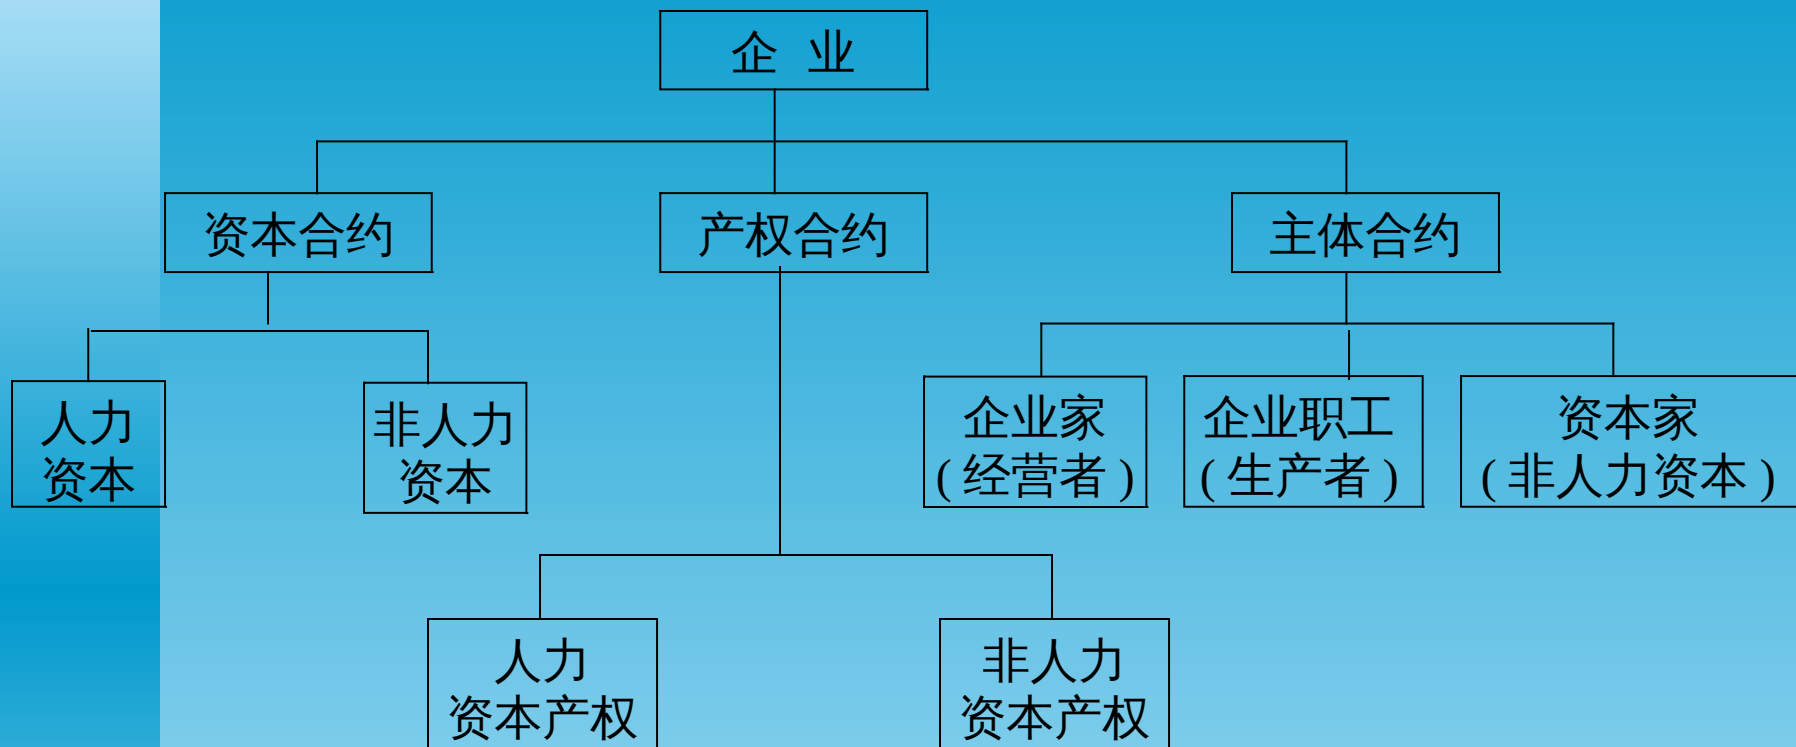 企 业
资本合约
产权合约
主体合约
人力
资本
非人力
资本
企业家
( 经营者 )
企业职工
( 生产者 )
资本家
( 非人力资本 )
人力
资本产权
非人力
资本产权